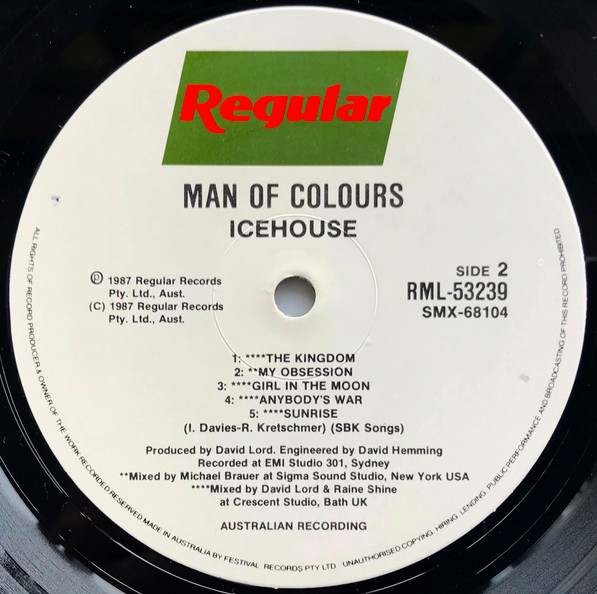 Regular
MAN OF COLOURS
ICEHOUSE
℗ 1987 Regular Records
Pty. Ltd., Aust.
(C) 1987 Regular Records
Pty. Ltd., Aust.
SIDE 2
RML-53239
SMX-68104
1: ****THE KINGDOM
2: **MY OBSESSION
3: ****GIRL IN THE MOON
4: ****ANYBODY'S WAR
5: ****SUNRISE
(I. Davies-R. Kretschmer) (SBK Songs)
Produced by David Lord. Engineered by David Hemming
Recorded at EMI Studio 301, Sydney
**Mixed by Michael Brauer at Sigma Sound Studio, New York USA
****Mixed by David Lord & Raine Shine
at Crescent Studio, Bath UK
AUSTRALIAN RECORDING
ALL RIGHTS OF RECORD PRODUCER & OWNER OF THE WORK RECORDED RESERVED MADE IN AUSTRALIA BY FESTIVAL RECORDS PTY LTD UNAUTHORISED COPYING, HIRING, LENDING, PUBLIC PERFORMANCE AND BROADCASTING OF THIS RECORD PROHIBITED